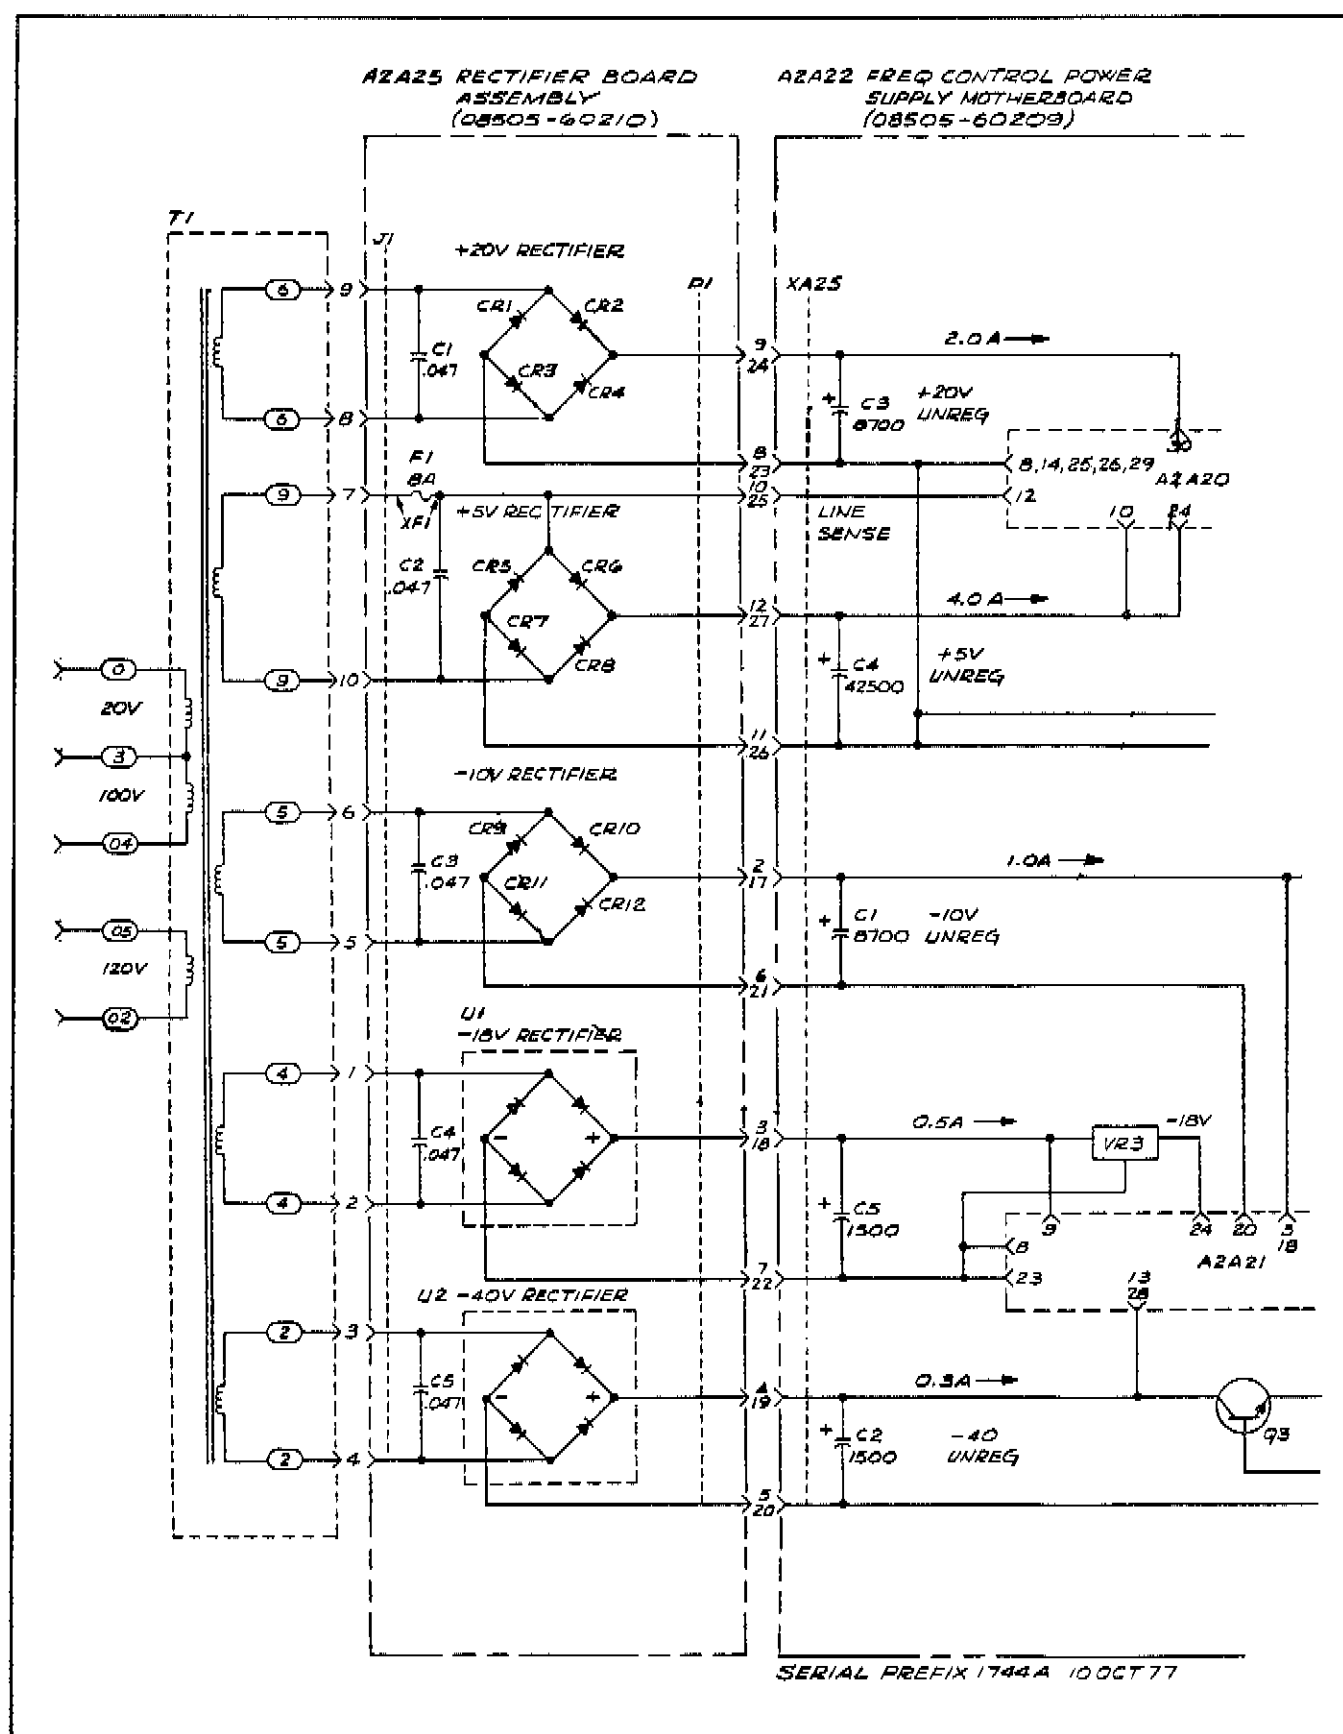 A2A25 RECTIFIER BOARD
ASSEMBLY
(08505-60210)
A2A22 FREQ CONTROL POWER
SUPPLY MOTHERBOARD
(08505-60209)
T1
J1
+20V RECTIFIER
P1
XA25
6
9
CR1
CR2
C1
.047
CR3
CR4
9
24
2.0A
+
C3
8700
+20V
UNREG
6
8
8
23
30
8,14,25,26,29
A2A20
F1
8A
9
7
XF1
+5V RECTIFIER
10
25
LINE
SENSE
12
10
24
C2
.047
CR5
CR6
CR7
CR8
12
27
4.0A
+
C4
42500
+5V
UNREG
0
9
10
20V
3
11
26
100V
-10V RECTIFIER
5
6
04
CR9
CR10
C3
.047
CR11
CR12
2
17
1.0A
+
C1
8700
-10V
UNREG
05
5
5
120V
6
21
02
U1
-18V RECTIFIER
4
1
C4
.047
-
+
3
18
0.5A
VR3
-18V
4
2
+
C5
1500
9
24
20
3
18
8
A2A21
7
22
23
13
28
U2 -40V RECTIFIER
2
3
C5
.047
-
+
4
19
0.3A
Q3
+
C2
1500
-40
UNREG
2
4
5
20
SERIAL PREFIX 1744A 10OCT77